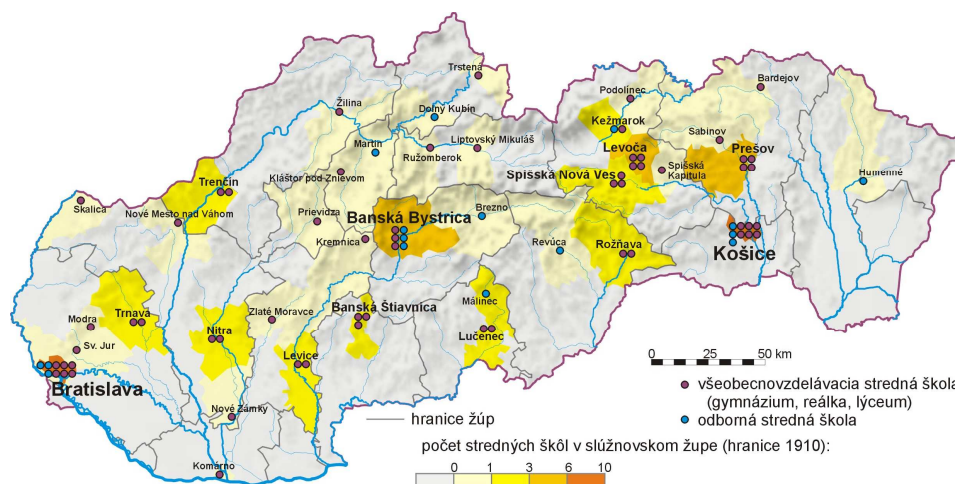 Trstená
Bardejov
Podolínec
Žilina
Dolný Kubín
Kežmarok
Sabinov
Martin
Liptovský Mikuláš
Levoča
Prešov
Ružomberok
Spišská
Kapitula
Humenné
Kláštor pod Znievom
Spišská Nová Ves
Trenčín
Skalica
Nové Mesto nad Váhom
Prievidza
Banská Bystrica
Brezno
Kremnica
Revúca
Rožňava
Košice
Málinec
Banská Štiavnica
Zlaté Moravce
Trnava
Modra
Nitra
Lučenec
Sv. Jur
Levice
0 25 50 km
Bratislava
všeobecnovzdelávacia stredná škola
(gymnázium, reálka, lýceum)
Nové Zámky
hranice žúp
odborná stredná škola
počet stredných škôl v slúžnovskom župe (hranice 1910):
Komárno
0 1 3 6 10